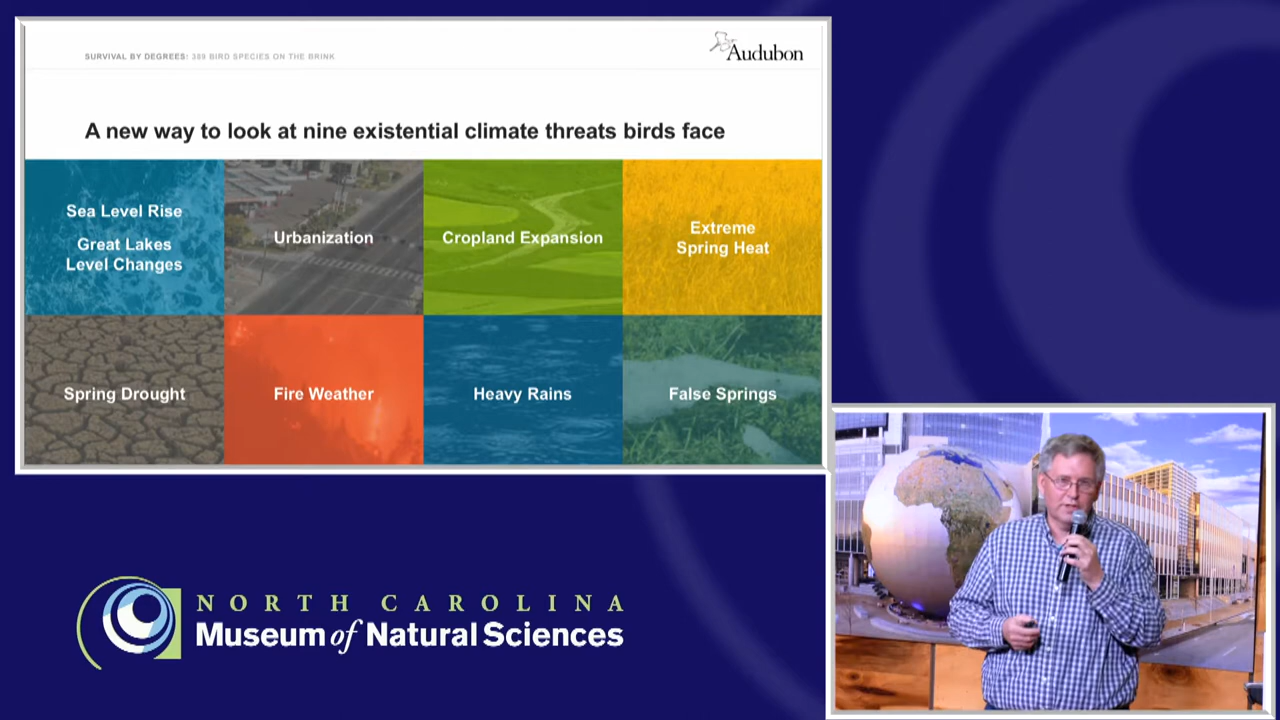 SURVIVAL BY DEGREES: 389 BIRD SPECIES ON THE BRINK
Audubon
A new way to look at nine existential climate threats birds face
Sea Level Rise
Great Lakes
Level Changes
Urbanization
Cropland Expansion
Extreme
Spring Heat
Spring Drought
Fire Weather
Heavy Rains
False Springs
NORTH CAROLINA
Museum of Natural Sciences